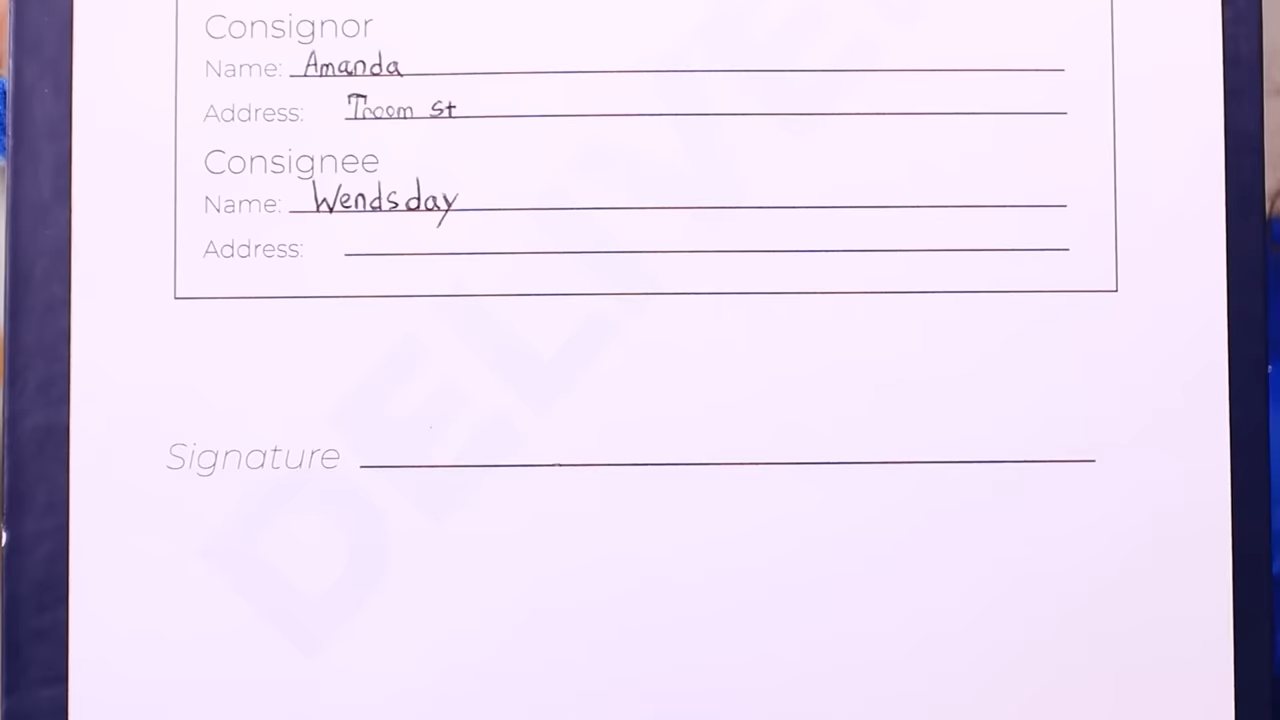 Consignor
Name: Amanda
Address: Troom St
Consignee
Name: Wendsday
Address:
Signature